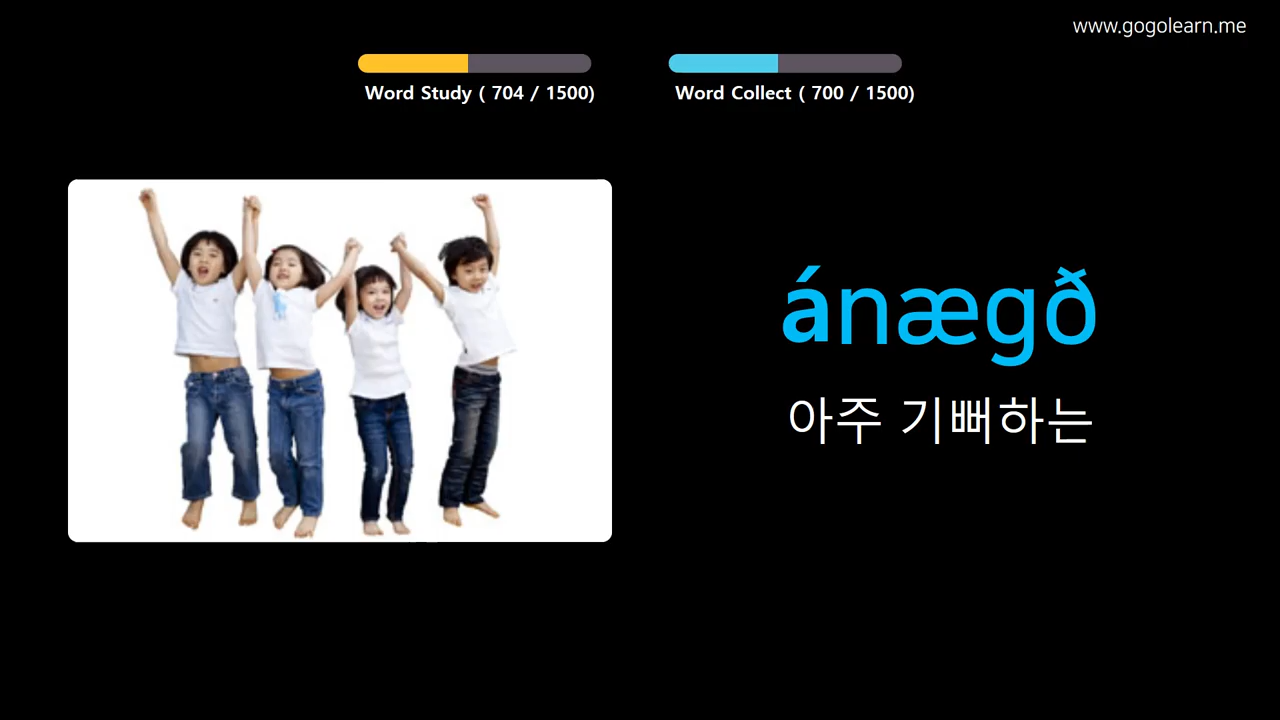 www.gogolearn.me
Word Study ( 704 / 1500)
Word Collect ( 700 / 1500)
ánægð
아주 기뻐하는